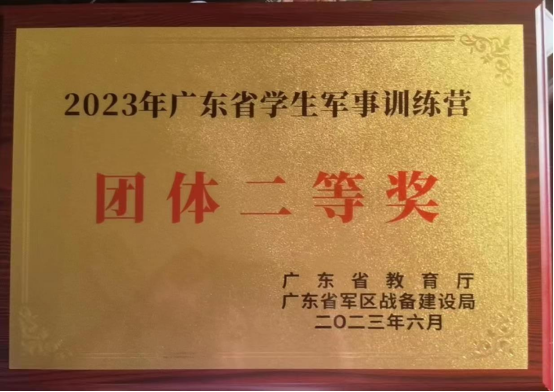 2023年广东省学生军事训练营
团体二等奖
广东省教育厅
广东省军区战备建设局
二〇二三年六月